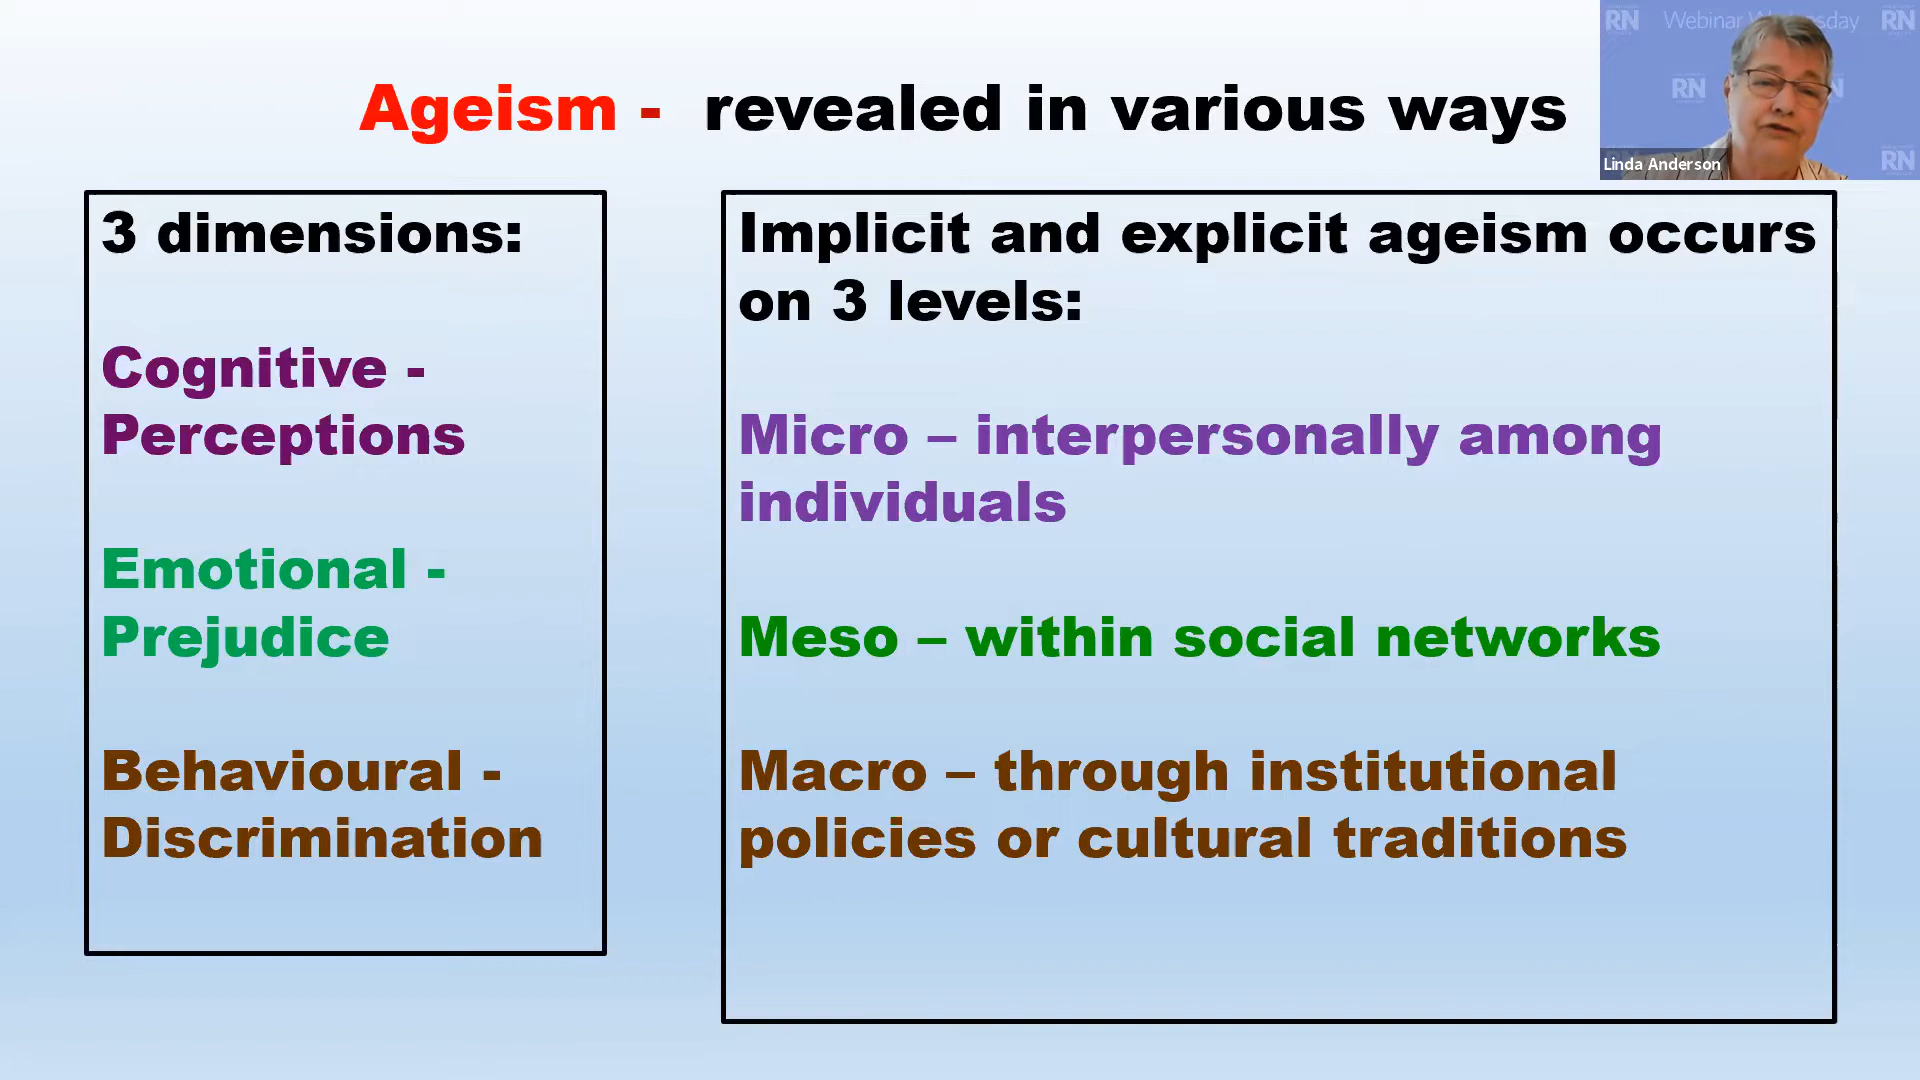 RN Webinar Wednesday RN
RN
Linda Anderson
RN
Ageism - revealed in various ways
3 dimensions:
Cognitive -
Perceptions
Emotional -
Prejudice
Behavioural -
Discrimination
Implicit and explicit ageism occurs
on 3 levels:
Micro – interpersonally among
individuals
Meso – within social networks
Macro – through institutional
policies or cultural traditions